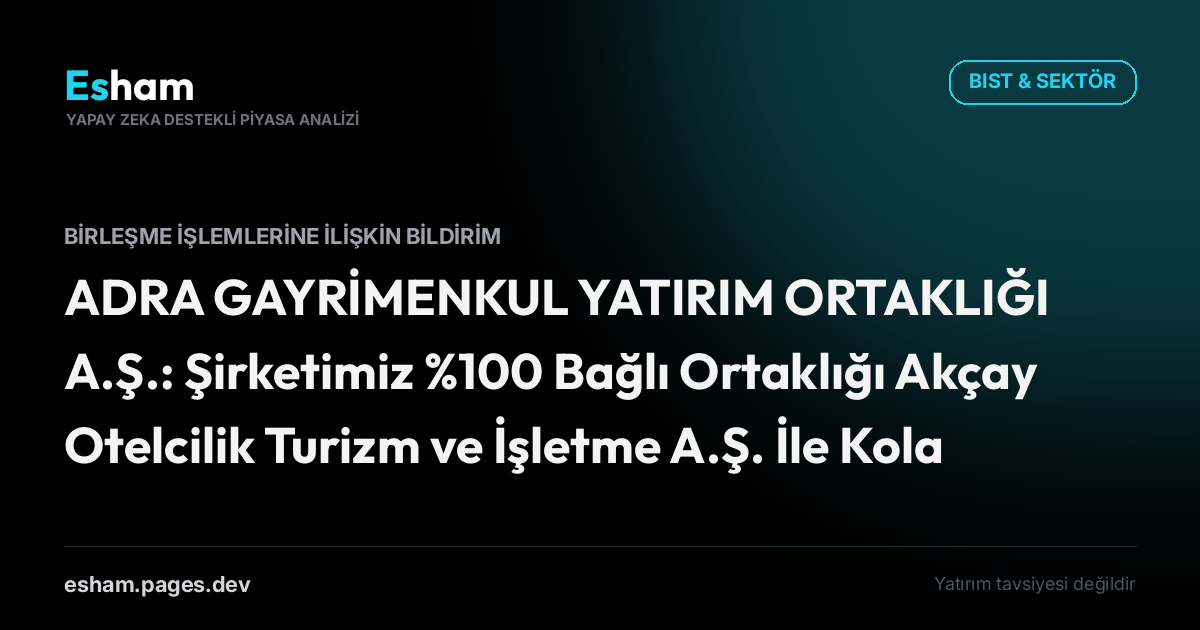 Esham
BIST & SEKTÖR
YAPAY ZEKA DESTEKLİ PİYASA ANALİZİ
BİRLEŞME İŞLEMLERİNE İLİŞKİN BİLDİRİM
ADRA GAYRİMENKUL YATIRIM ORTAKLIĞI
A.Ş.: Şirketimiz %100 Bağlı Ortaklığı Akçay
Otelcilik Turizm ve İşletme A.Ş. İle Kola
esham.pages.dev
Yatırım tavsiyesi değildir